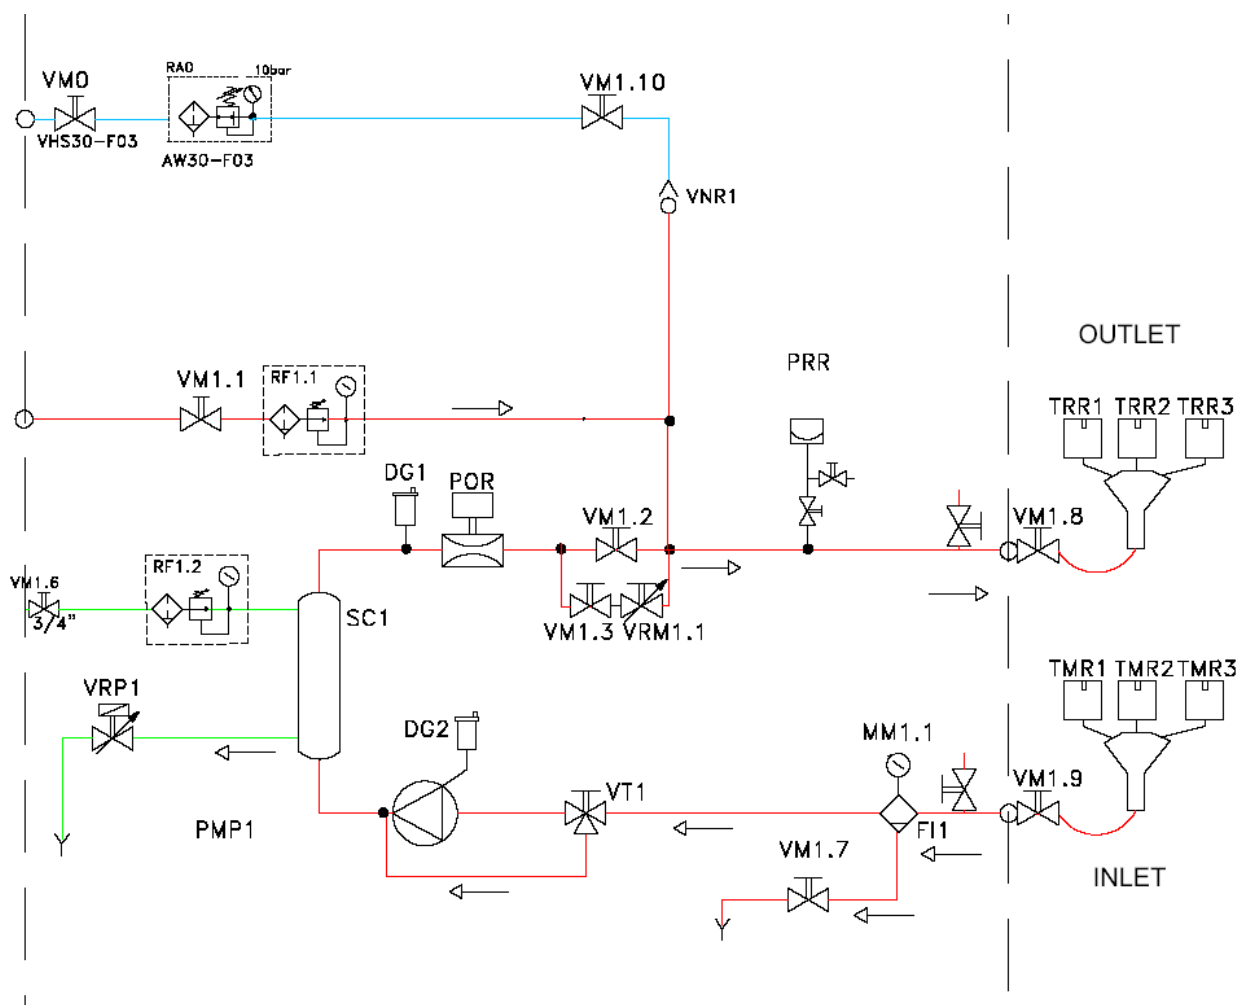 RA0
10bar
VM0
VM1.10
VHS30-F03
AW30-F03
VNR1
OUTLET
PRR
VM1.1
RF1.1
TRR1 TRR2 TRR3
DG1
POR
VM1.2
VM1.8
RF1.2
VM1.6
3/4"
SC1
VM1.3 VRM1.1
TMR1 TMR2 TMR3
VRP1
DG2
MM1.1
VM1.9
VT1
PMP1
FI1
VM1.7
INLET